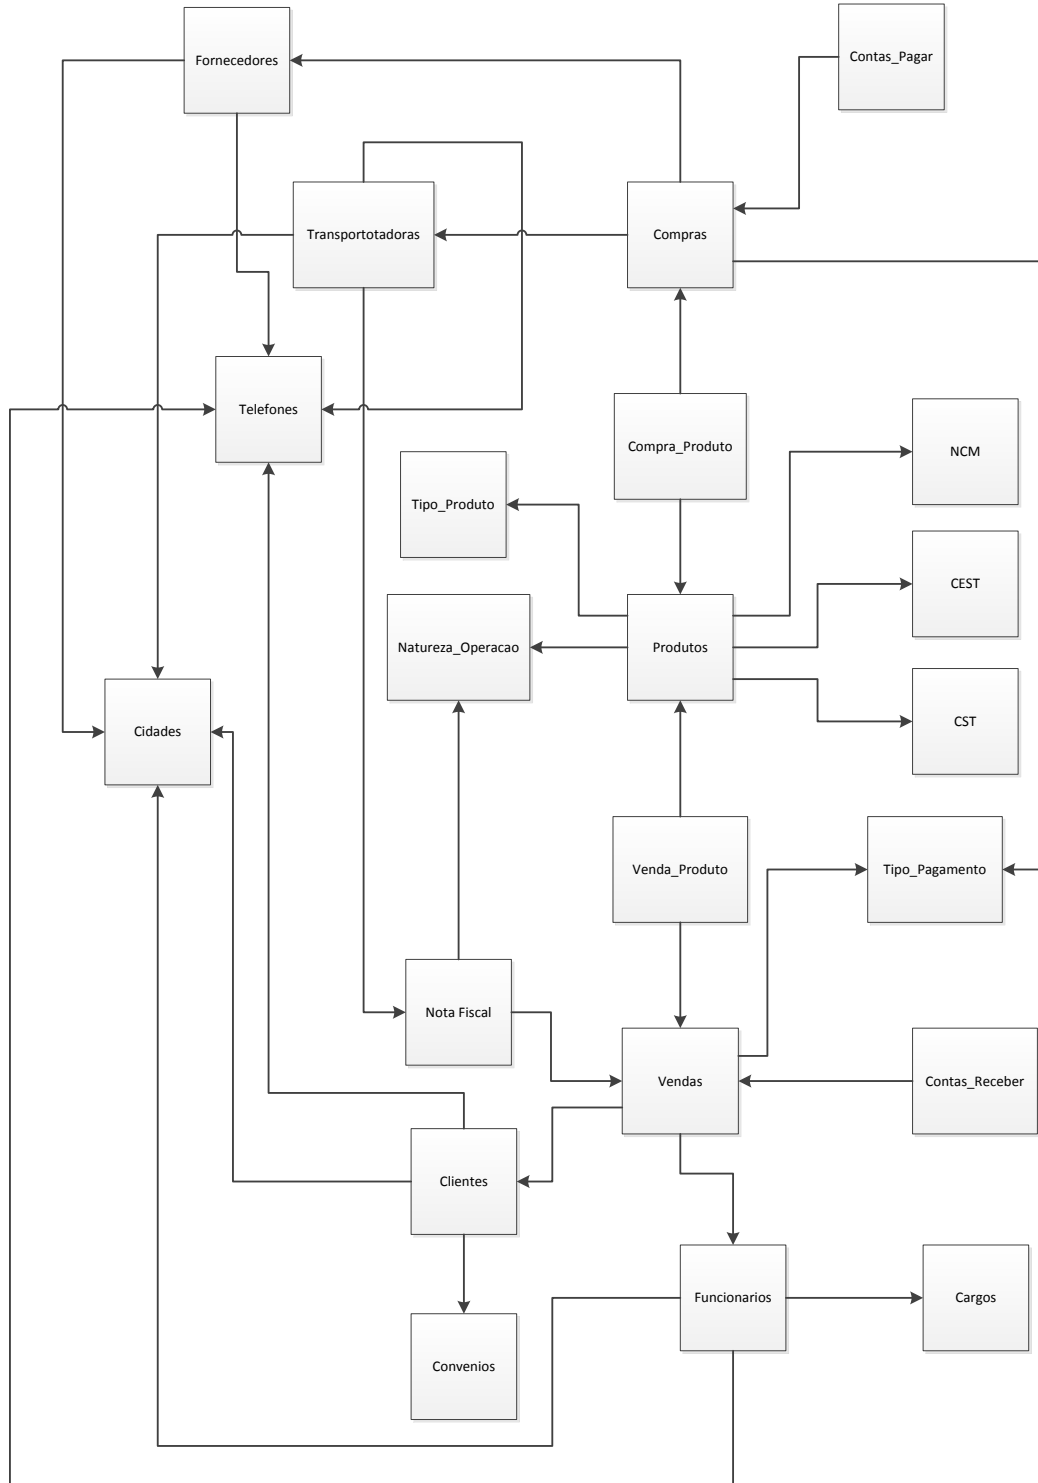 Fornecedores
Contas_Pagar
Transportotadoras
Compras
Telefones
Compra_Produto
NCM
Tipo_Produto
CEST
Natureza_Operacao
Produtos
Cidades
CST
Venda_Produto
Tipo_Pagamento
Nota Fiscal
Vendas
Contas_Receber
Clientes
Funcionarios
Cargos
Convenios